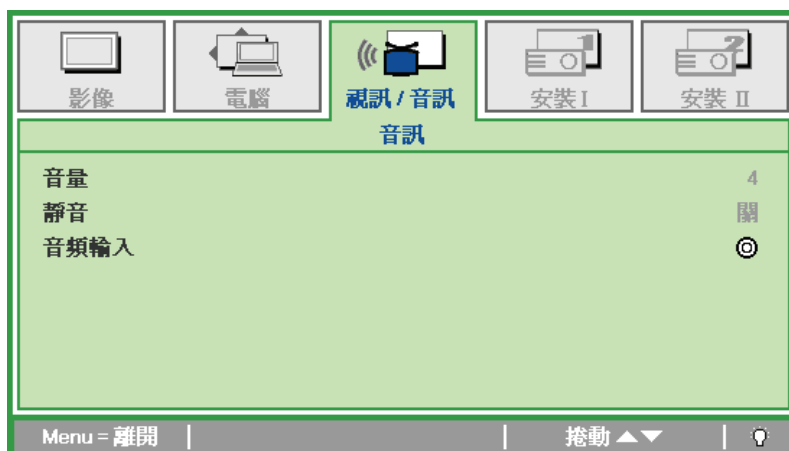 影像
電腦
視訊 / 音訊
安裝 I
安裝 II
音訊
音量 4
靜音 關
音頻輸入
Menu = 離開 捲動